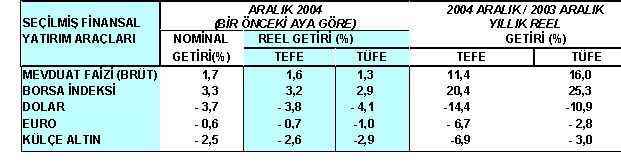 SEÇİLMİŞ FİNANSAL YATIRIM ARAÇLARI
ARALIK 2004 (BİR ÖNCEKİ AYA GÖRE)
2004 ARALIK / 2003 ARALIK YILLIK REEL GETİRİ (%)
NOMİNAL GETİRİ(%)
REEL GETİRİ (%)
TEFE TÜFE TEFE TÜFE
MEVDUAT FAİZİ (BRÜT) 1,7 1,6 1,3 11,4 16,0
BORSA İNDEKSİ 3,3 3,2 2,9 20,4 25,3
DOLAR - 3,7 - 3,8 - 4,1 -14,4 -10,9
EURO - 0,6 - 0,7 -1,0 - 6,7 - 2,8
KÜLÇE ALTIN - 2,5 - 2,6 -2,9 -6,9 - 3,0